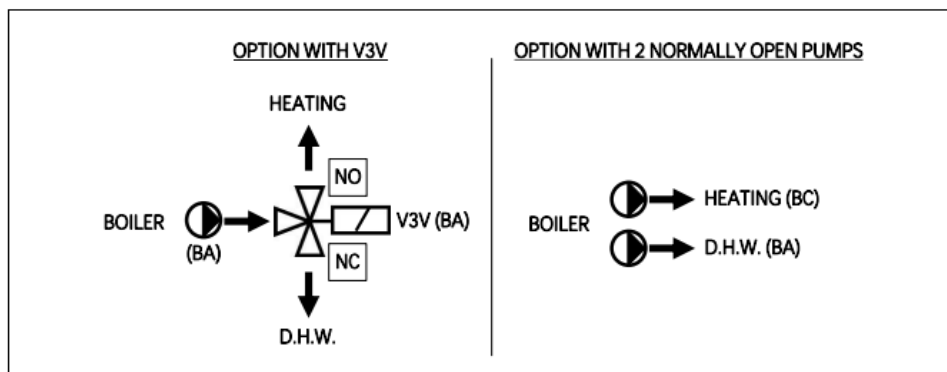 OPTION WITH V3V
HEATING
NO
BOILER
(BA)
V3V (BA)
NC
D.H.W.
OPTION WITH 2 NORMALLY OPEN PUMPS
BOILER
HEATING (BC)
D.H.W. (BA)